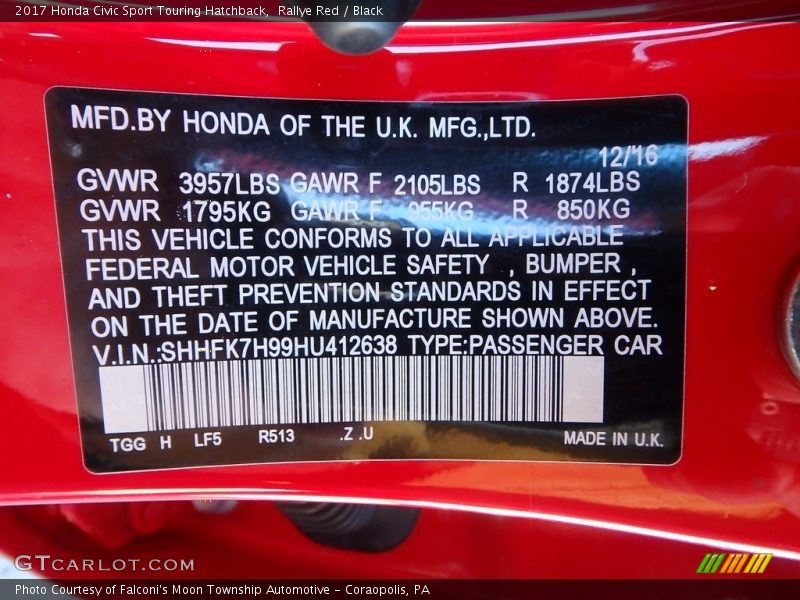 2017 Honda Civic Sport Touring Hatchback, Rallye Red / Black
MFD.BY HONDA OF THE U.K. MFG.,LTD.
12/'16
GVWR 3957LBS GAWR F 2105LBS R 1874LBS
GVWR 1795KG GAWR F 955KG R 850KG
THIS VEHICLE CONFORMS TO ALL APPLICABLE
FEDERAL MOTOR VEHICLE SAFETY , BUMPER ,
AND THEFT PREVENTION STANDARDS IN EFFECT
ON THE DATE OF MANUFACTURE SHOWN ABOVE.
V.I.N.:SHHFK7H99HU412638 TYPE:PASSENGER CAR
TGG H LF5 R513 .Z .U MADE IN U.K.
GTCARLOT.COM
Photo Courtesy of Falconi's Moon Township Automotive - Coraopolis, PA